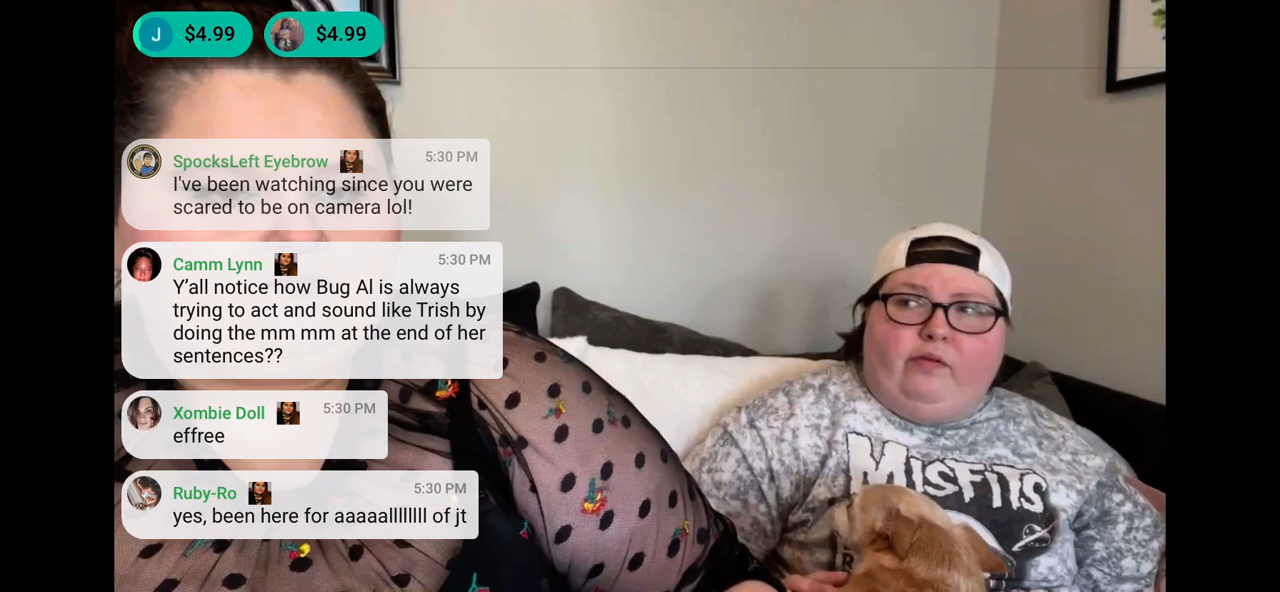 J $4.99 $4.99
SpocksLeft Eyebrow 5:30 PM
I've been watching since you were
scared to be on camera lol!
Camm Lynn 5:30 PM
Y'all notice how Bug Al is always
trying to act and sound like Trish by
doing the mm mm at the end of her
sentences??
Xombie Doll 5:30 PM
effree
Ruby-Ro 5:30 PM
yes, been here for aaaaallllllll of jt
MISFITS